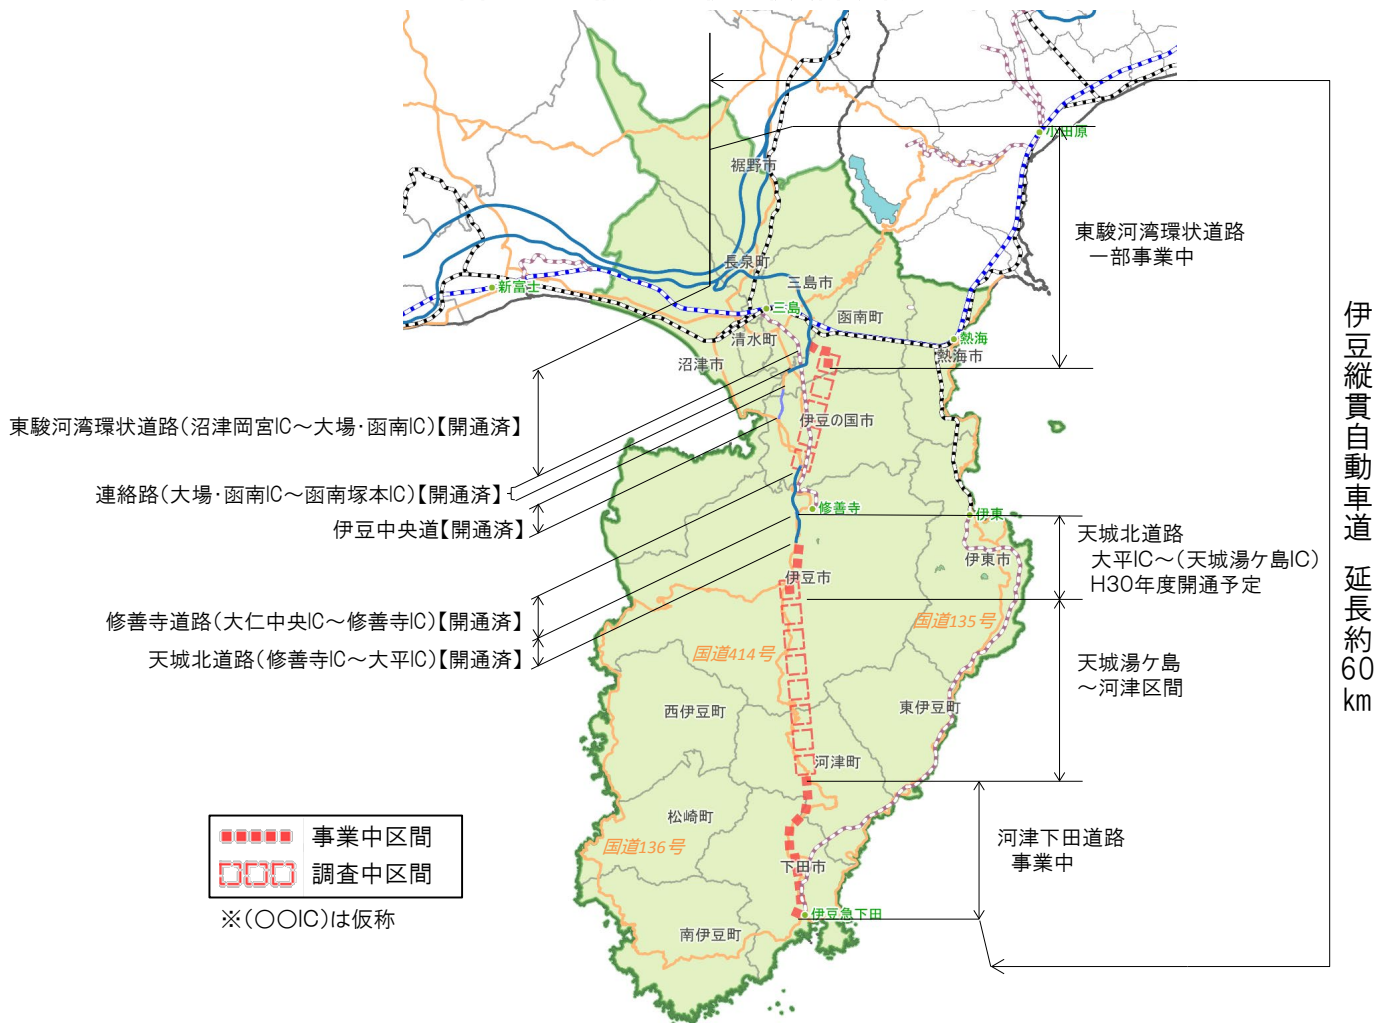 小田原
裾野市
東駿河湾環状道路
一部事業中
長泉町
三島市
新富士
三島
函南町
清水町
熱海
熱海市
沼津市
伊豆縦貫自動車道 延長約60km
東駿河湾環状道路(沼津岡宮IC～大場・函南IC)【開通済】
伊豆の国市
連絡路(大場・函南IC～函南塚本IC)【開通済】
伊豆中央道【開通済】
修善寺
伊東
伊東市
天城北道路
大平IC～(天城湯ケ島IC)
H30年度開通予定
伊豆市
修善寺道路(大仁中央IC～修善寺IC)【開通済】
国道135号
天城北道路(修善寺IC～大平IC)【開通済】
国道414号
天城湯ケ島
～河津区間
西伊豆町
東伊豆町
河津町
松崎町
事業中区間
調査中区間
国道136号
下田市
河津下田道路
事業中
※(○○IC)は仮称
伊豆急下田
南伊豆町